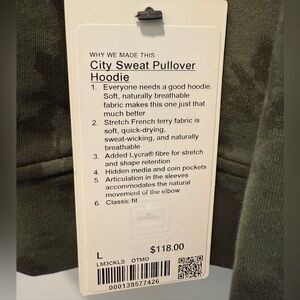 WHY WE MADE THIS
City Sweat Pullover
Hoodie
1. Everyone needs a good hoodie.
Soft, naturally breathable
fabric makes this one just that
much better
2. Stretch French terry fabric is
soft, quick-drying,
sweat-wicking, and naturally
breathable
3. Added Lycra® fibre for stretch
and shape retention
4. Hidden media and coin pockets
5. Articulation in the sleeves
accommodates the natural
movement of the elbow
6. Classic fit
L $118.00
LM3CKLS OTMO
000139577426